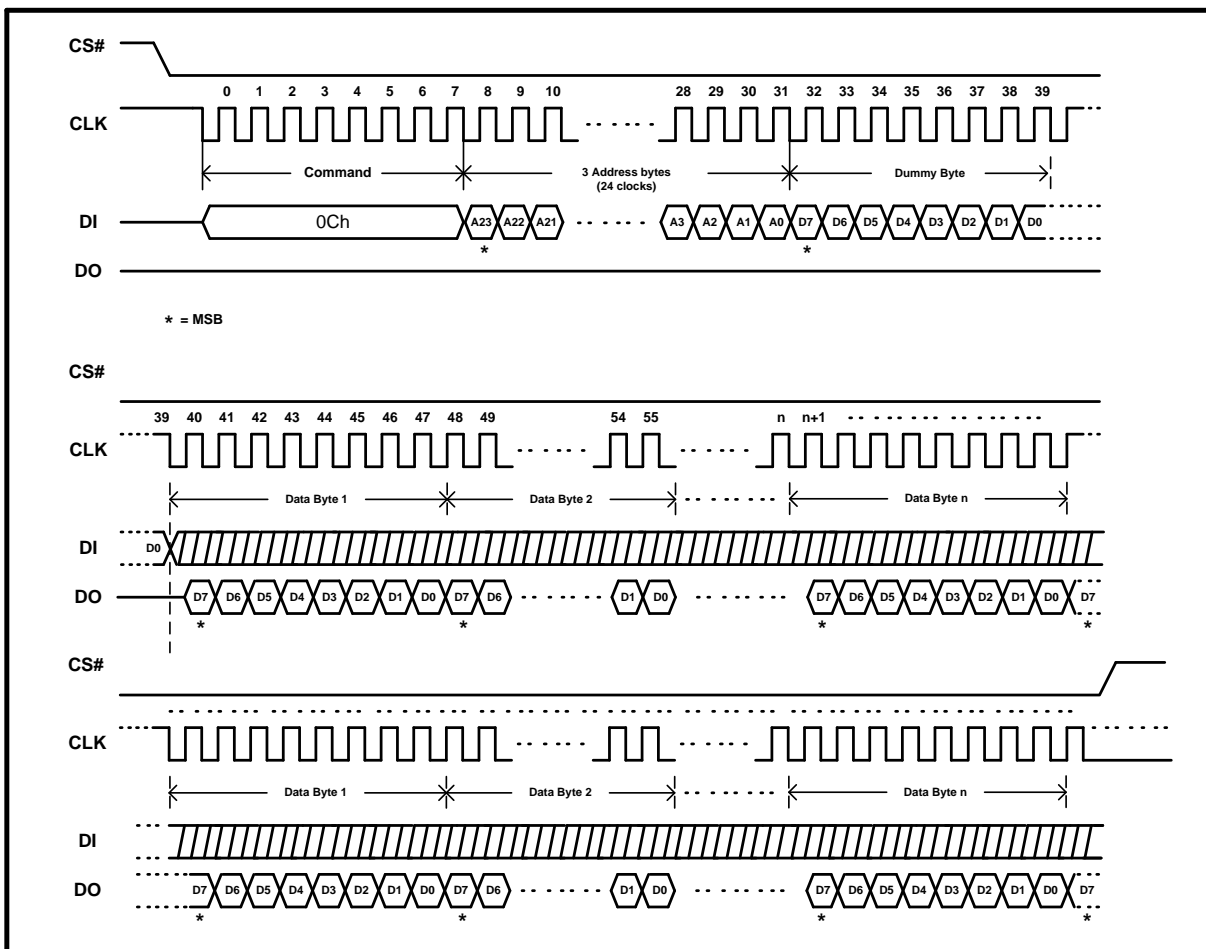 CS#
0 1 2 3 4 5 6 7 8 9 10 28 29 30 31 32 33 34 35 36 37 38 39
CLK
Command 3 Address bytes Dummy Byte
(24 clocks)
DI 0Ch A23 A22 A21 A3 A2 A1 A0 D7 D6 D5 D4 D3 D2 D1 D0
* *
DO
* = MSB
CS#
39 40 41 42 43 44 45 46 47 48 49 54 55 n n+1
CLK
Data Byte 1 Data Byte 2 Data Byte n
DI D0
DO D7 D6 D5 D4 D3 D2 D1 D0 D7 D6 D1 D0 D7 D6 D5 D4 D3 D2 D1 D0 D7
* * * *
CS#
CLK
Data Byte 1 Data Byte 2 Data Byte n
DI
DO D7 D6 D5 D4 D3 D2 D1 D0 D7 D6 D1 D0 D7 D6 D5 D4 D3 D2 D1 D0 D7
* * * *